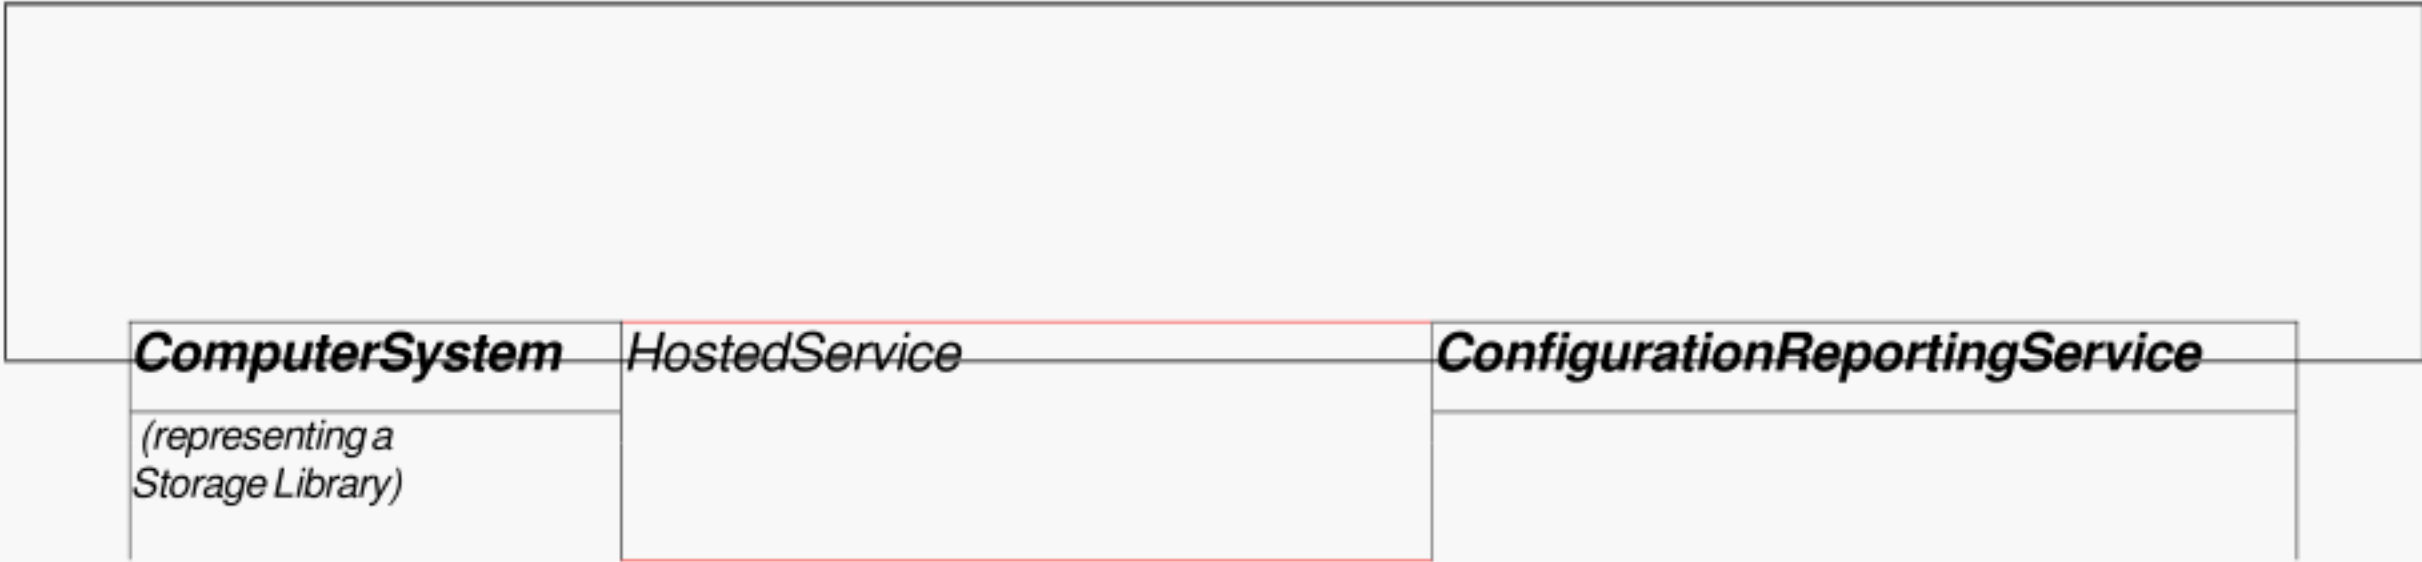 ComputerSystem HostedService ConfigurationReportingService
(representing a
Storage Library)